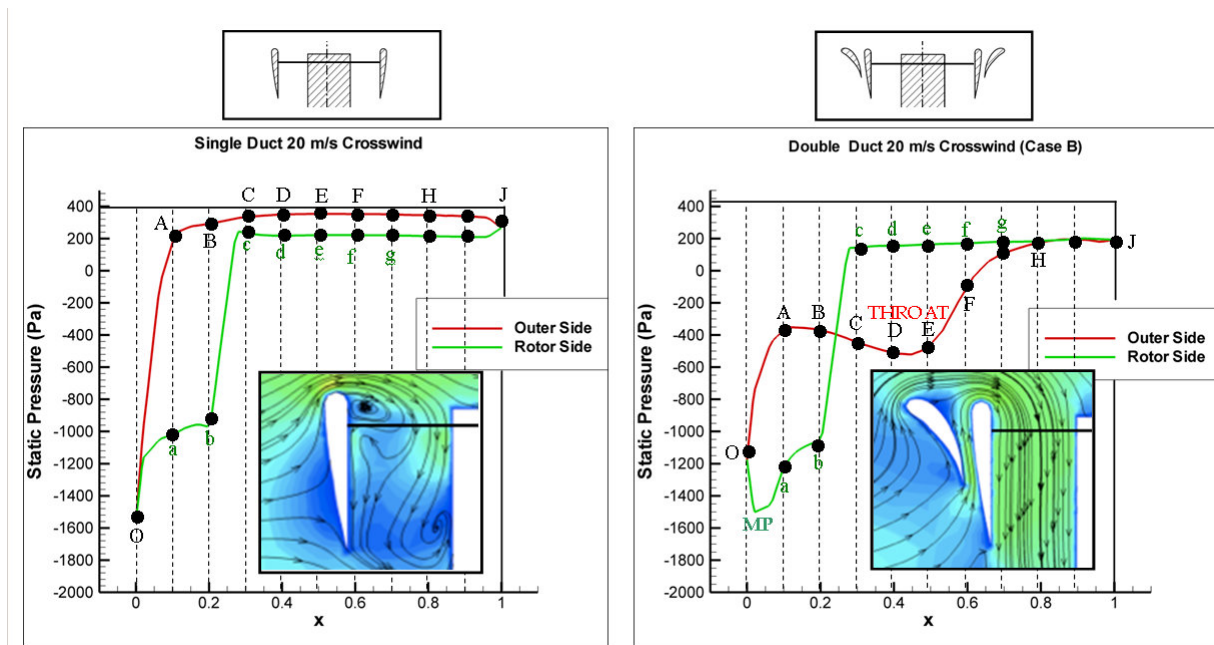 Single Duct 20 m/s Crosswind
Static Pressure (Pa)
400
200
0
-200
-400
-600
-800
-1000
-1200
-1400
-1600
-1800
-2000
A
B
C
D
E
F
H
J
c
d
e
f
g
a
b
O
Outer Side
Rotor Side
0
0.2
0.4
0.6
0.8
1
x
Double Duct 20 m/s Crosswind (Case B)
Static Pressure (Pa)
400
200
0
-200
-400
-600
-800
-1000
-1200
-1400
-1600
-1800
-2000
c
d
e
f
g
J
H
A
B
C
THROAT
D
E
F
O
a
b
MP
Outer Side
Rotor Side
0
0.2
0.4
0.6
0.8
1
x